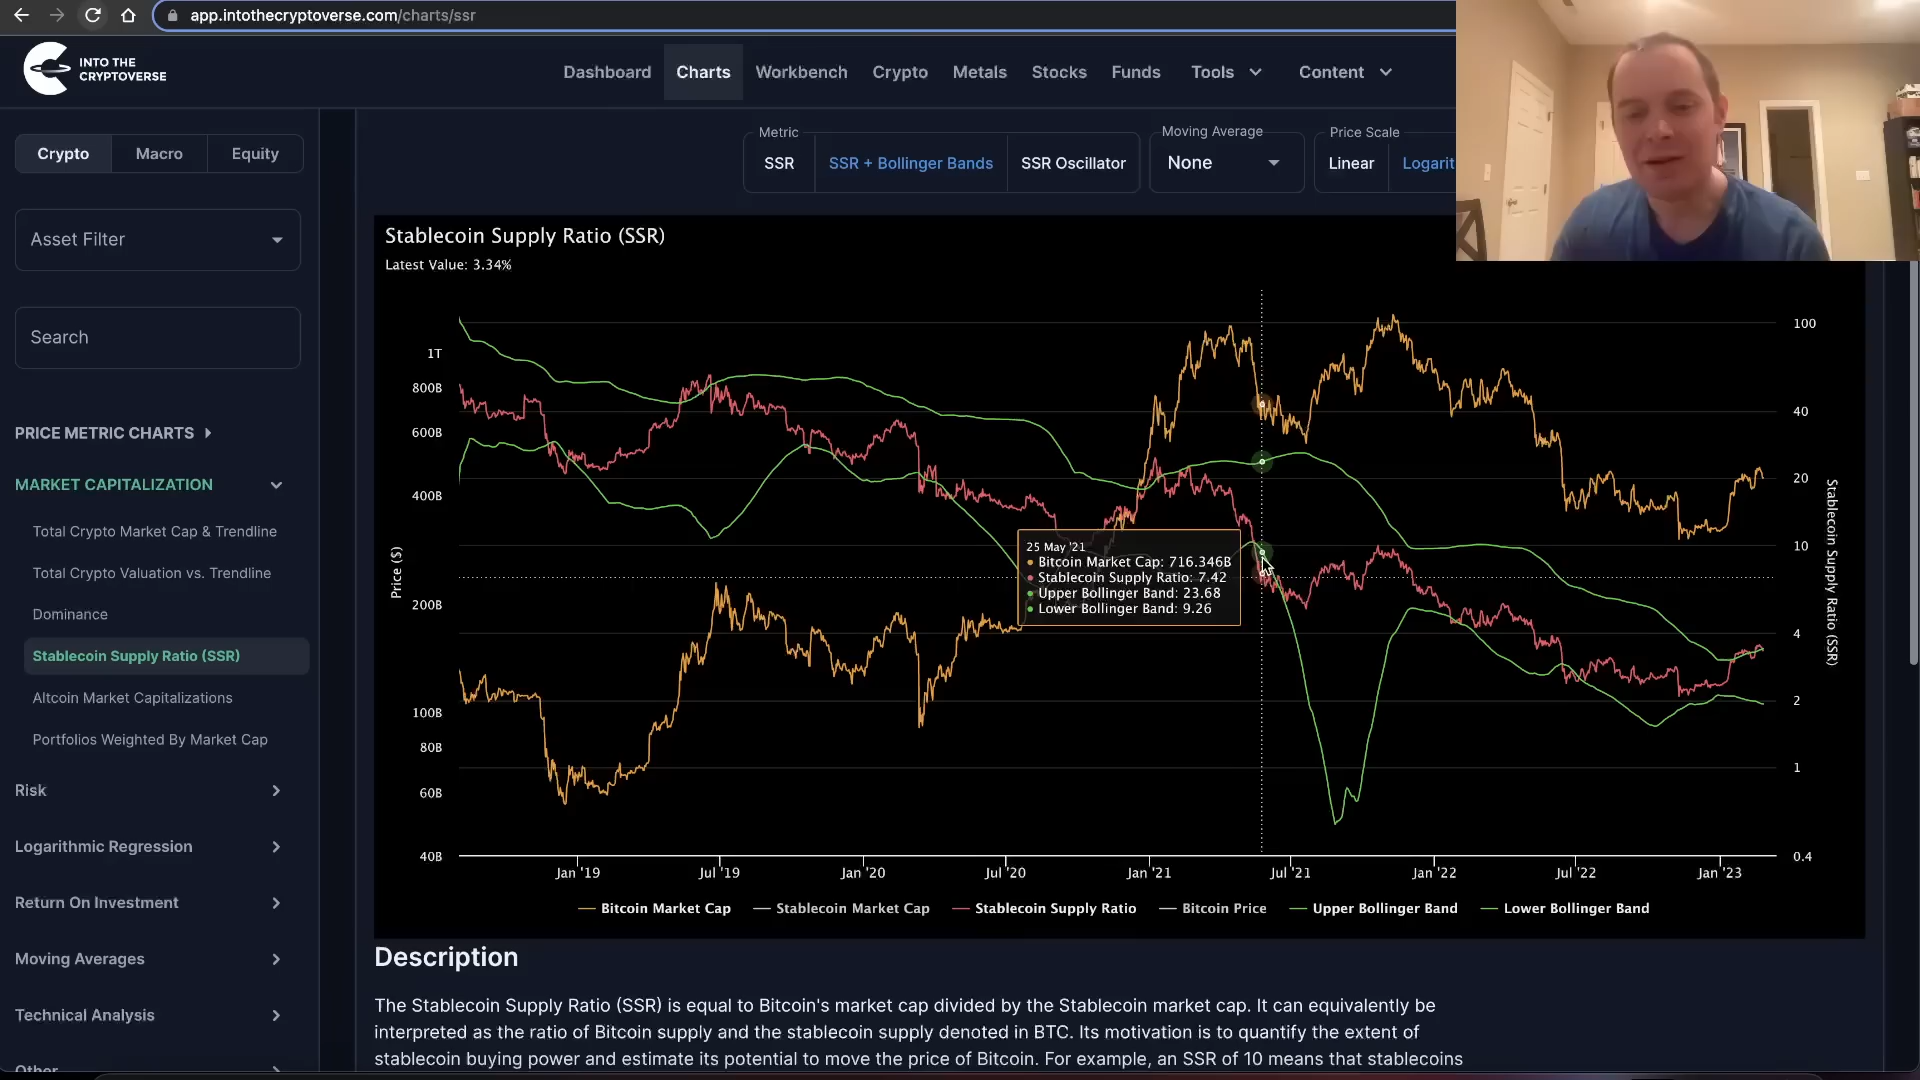 app.intothecryptoverse.com/charts/ssr
INTO THE
CRYPTOVERSE
Dashboard
Charts
Workbench
Crypto
Metals
Stocks
Funds
Tools
Content
Crypto
Macro
Equity
Asset Filter
Search
PRICE METRIC CHARTS
MARKET CAPITALIZATION
Total Crypto Market Cap & Trendline
Total Crypto Valuation vs. Trendline
Dominance
Stablecoin Supply Ratio (SSR)
Altcoin Market Capitalizations
Portfolios Weighted By Market Cap
Risk
Logarithmic Regression
Return On Investment
Moving Averages
Technical Analysis
Other
Metric
SSR
SSR + Bollinger Bands
SSR Oscillator
Moving Average
None
Price Scale
Linear
Logarit
Stablecoin Supply Ratio (SSR)
Latest Value: 3.34%
Price ($)
1T
800B
600B
400B
200B
100B
80B
60B
40B
25 May '21
Bitcoin Market Cap: 716.346B
Stablecoin Supply Ratio: 7.42
Upper Bollinger Band: 23.68
Lower Bollinger Band: 9.26
100
40
20
10
4
2
1
0.4
Stablecoin Supply Ratio (SSR)
Jan '19
Jul '19
Jan '20
Jul '20
Jan '21
Jul '21
Jan '22
Jul '22
Jan '23
Bitcoin Market Cap
Stablecoin Market Cap
Stablecoin Supply Ratio
Bitcoin Price
Upper Bollinger Band
Lower Bollinger Band
Description
The Stablecoin Supply Ratio (SSR) is equal to Bitcoin's market cap divided by the Stablecoin market cap. It can equivalently be
interpreted as the ratio of Bitcoin supply and the stablecoin supply denoted in BTC. Its motivation is to quantify the extent of
stablecoin buying power and estimate its potential to move the price of Bitcoin. For example, an SSR of 10 means that stablecoins